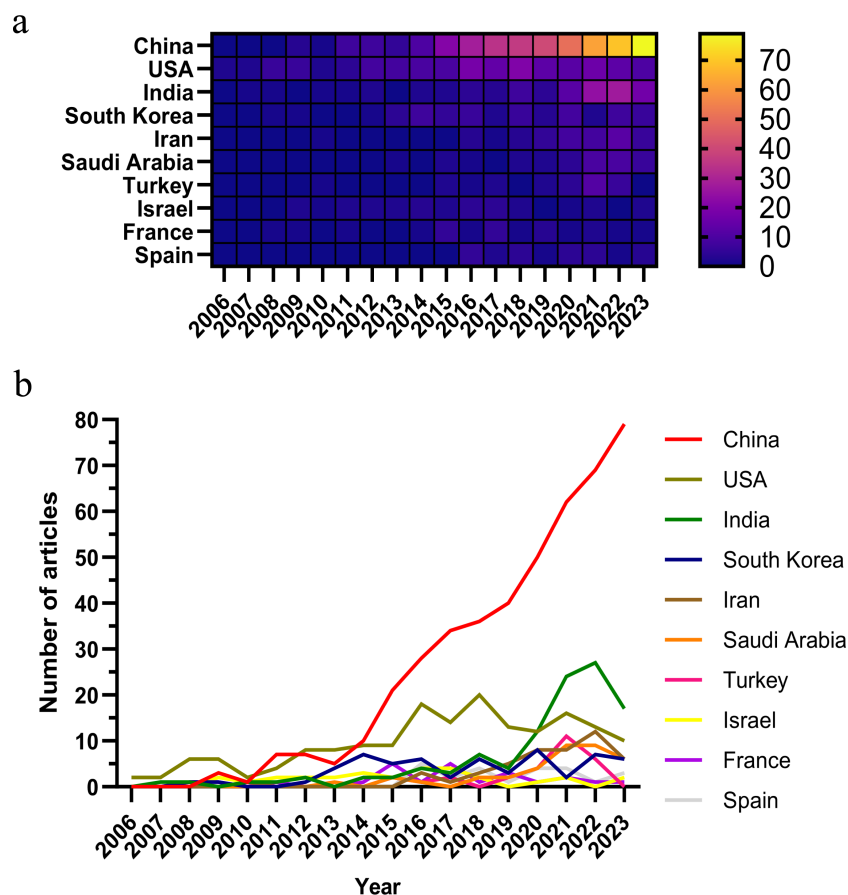 a
China
USA
India
South Korea
Iran
Saudi Arabia
Turkey
Israel
France
Spain
2006 2007 2008 2009 2010 2011 2012 2013 2014 2015 2016 2017 2018 2019 2020 2021 2022 2023
70
60
50
40
30
20
10
0
b
Number of articles
80
70
60
50
40
30
20
10
0
2006 2007 2008 2009 2010 2011 2012 2013 2014 2015 2016 2017 2018 2019 2020 2021 2022 2023
Year
China
USA
India
South Korea
Iran
Saudi Arabia
Turkey
Israel
France
Spain